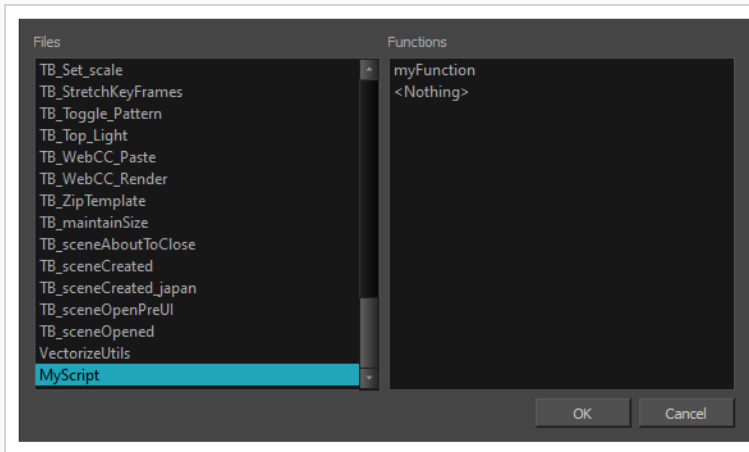 Files
TB_Set_scale
TB_StretchKeyFrames
TB_Toggle_Pattern
TB_Top_Light
TB_WebCC_Paste
TB_WebCC_Render
TB_ZipTemplate
TB_maintainSize
TB_sceneAboutToClose
TB_sceneCreated
TB_sceneCreated_japan
TB_sceneOpenPreUI
TB_sceneOpened
VectorizeUtils
MyScript
Functions
myFunction
<Nothing>
OK
Cancel